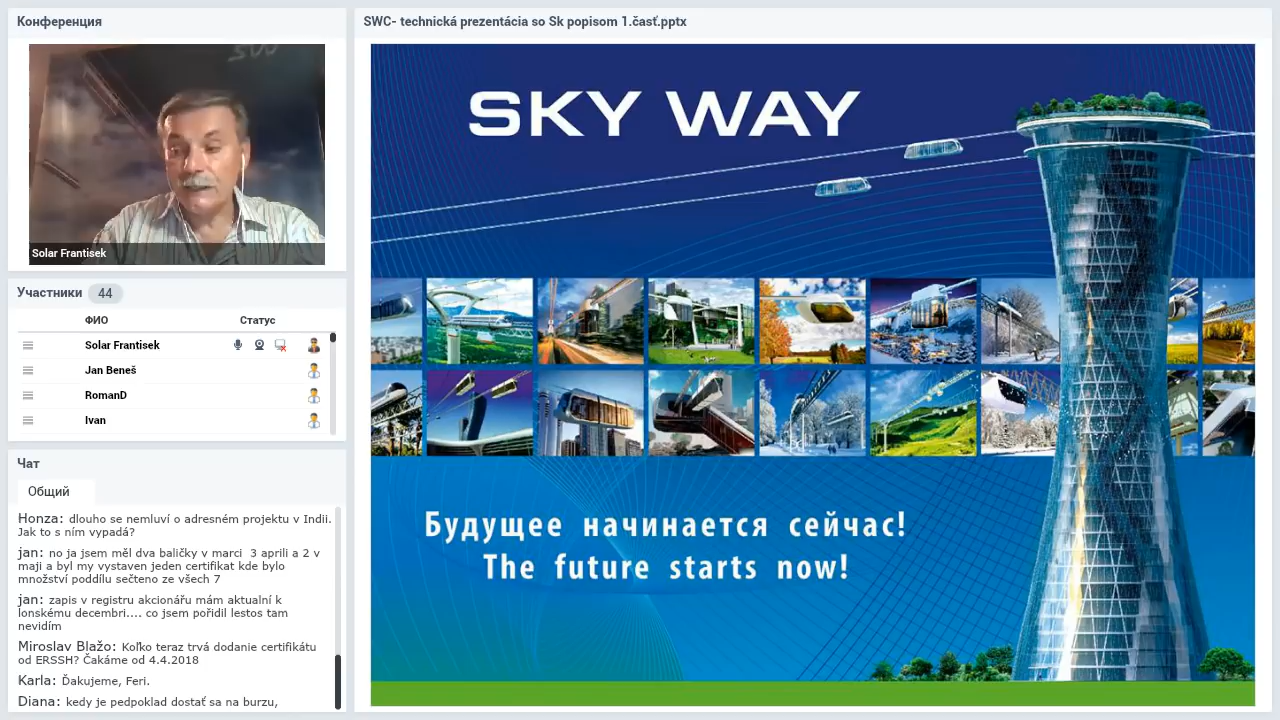 Конференция
Solar Frantisek
Участники 44
ФИО Статус
Solar Frantisek
Jan Beneš
RomanD
Ivan
Чат
Общий
Honza: dlouho se nemluví o adresném projektu v Indii.
Jak to s ním vypadá?
jan: no ja jsem měl dva baličky v marci 3 aprili a 2 v
maji a byl my vystaven jeden certifikat kde bylo
množství poddílu sečteno ze všech 7
jan: zapis v registru akcionářu mám aktualní k
lonskému decembri.... co jsem pořidil lestos tam
nevidím
Miroslav Blažo: Koľko teraz trvá dodanie certifikátu
od ERSSH? Čakáme od 4.4.2018
Karla: Ďakujeme, Feri.
Diana: kedy je pedpoklad dostať sa na burzu,
SWC- technická prezentácia so Sk popisom 1.časť.pptx
SKY WAY
Будущее начинается сейчас!
The future starts now!